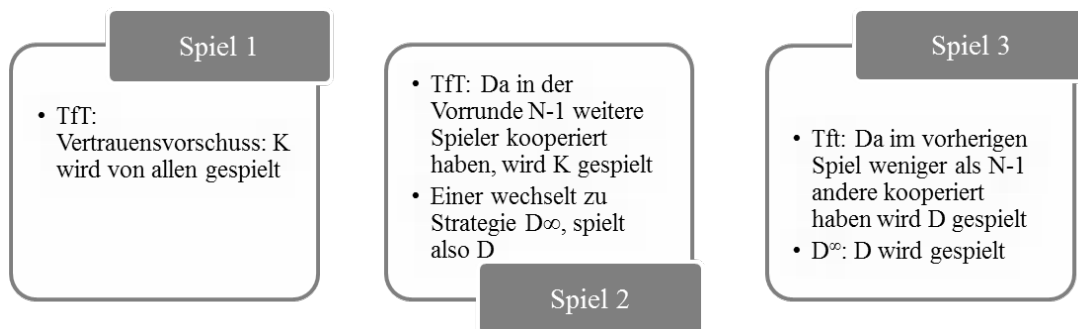 Spiel 1
• TfT:
Vertrauensvorschuss: K
wird von allen gespielt
• TfT: Da in der
Vorrunde N-1 weitere
Spieler kooperiert
haben, wird K gespielt
• Einer wechselt zu
Strategie D∞, spielt
also D
Spiel 2
Spiel 3
• Tft: Da im vorherigen
Spiel weniger als N-1
andere kooperiert
haben wird D gespielt
• D∞: D wird gespielt